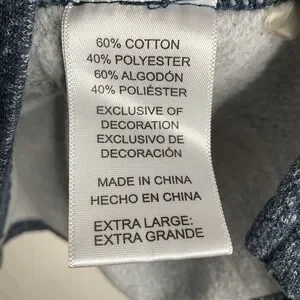 60% COTTON
40% POLYESTER
60% ALGODÓN
40% POLIÉSTER
EXCLUSIVE OF
DECORATION
EXCLUSIVO DE
DECORACIÓN
MADE IN CHINA
HECHO EN CHINA
EXTRA LARGE:
EXTRA GRANDE